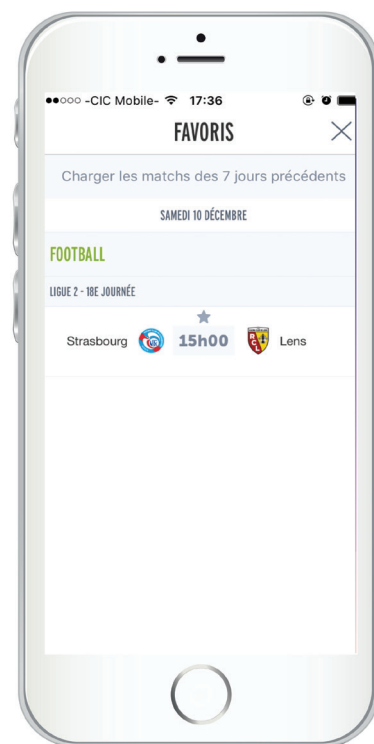 -CIC Mobile- 17:36
FAVORIS
Charger les matchs des 7 jours précédents
SAMEDI 10 DÉCEMBRE
FOOTBALL
LIGUE 2 - 18E JOURNÉE
Strasbourg 15h00 Lens